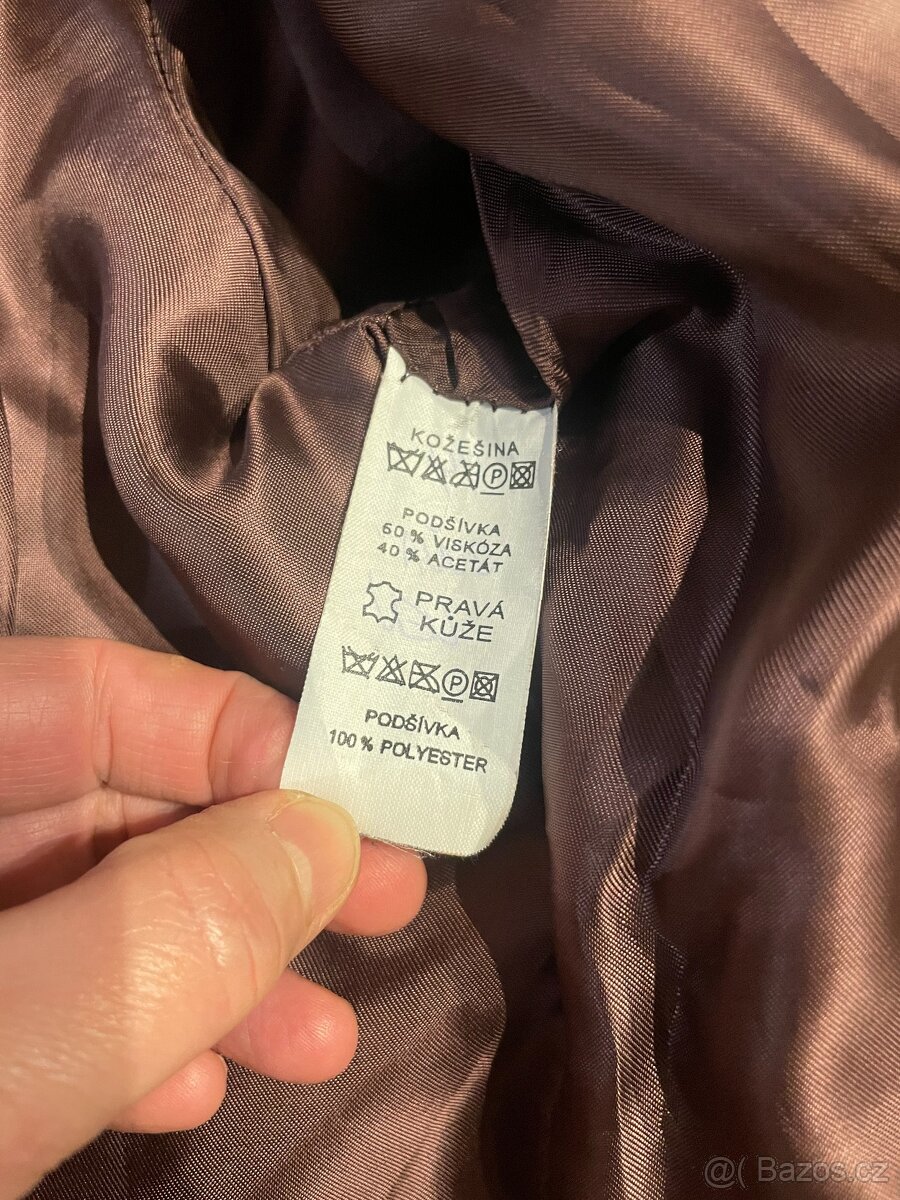 KOŽEŠINA
P
PODŠÍVKA
60 % VISKÓZA
40 % ACETÁT
PRAVÁ
KŮŽE
P
PODŠÍVKA
100 % POLYESTER
@( Bazos.cz